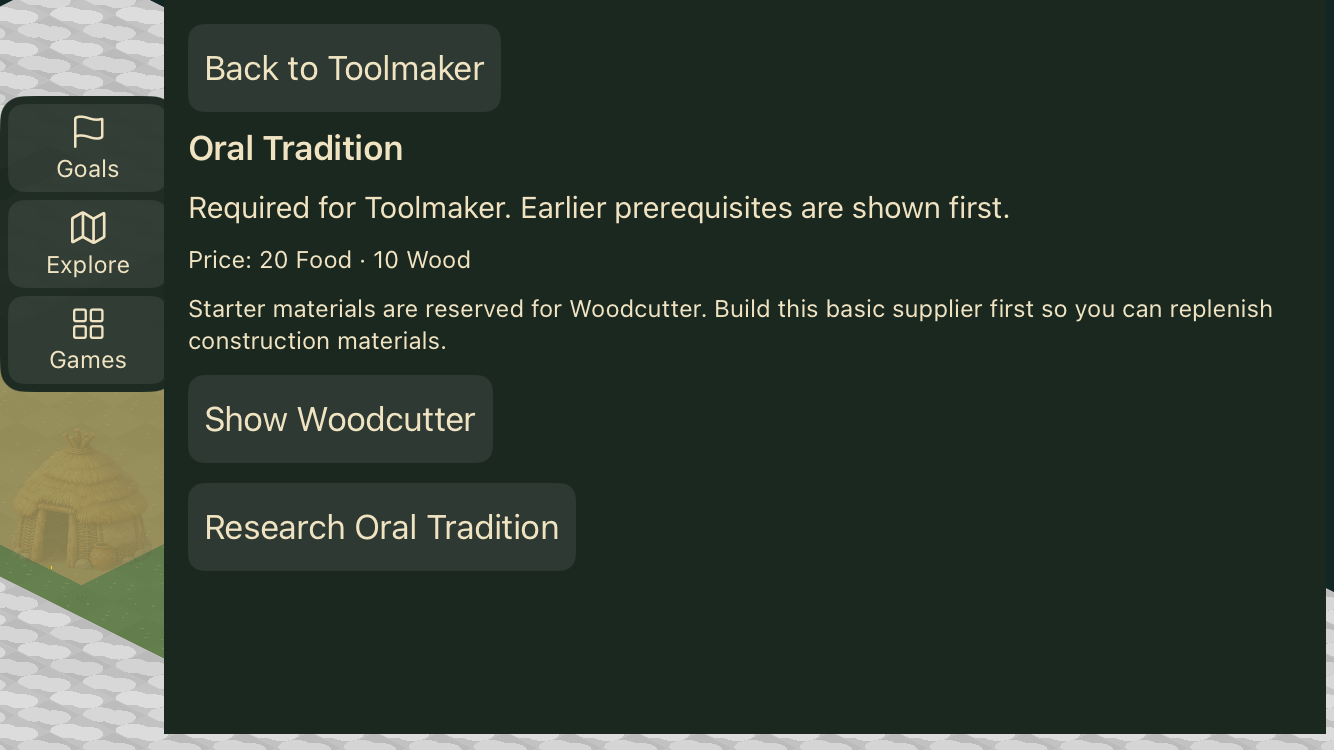 Back to Toolmaker
Oral Tradition
Goals
Required for Toolmaker. Earlier prerequisites are shown first.
Explore
Price: 20 Food · 10 Wood
Starter materials are reserved for Woodcutter. Build this basic supplier first so you can replenish
construction materials.
Games
Show Woodcutter
Research Oral Tradition